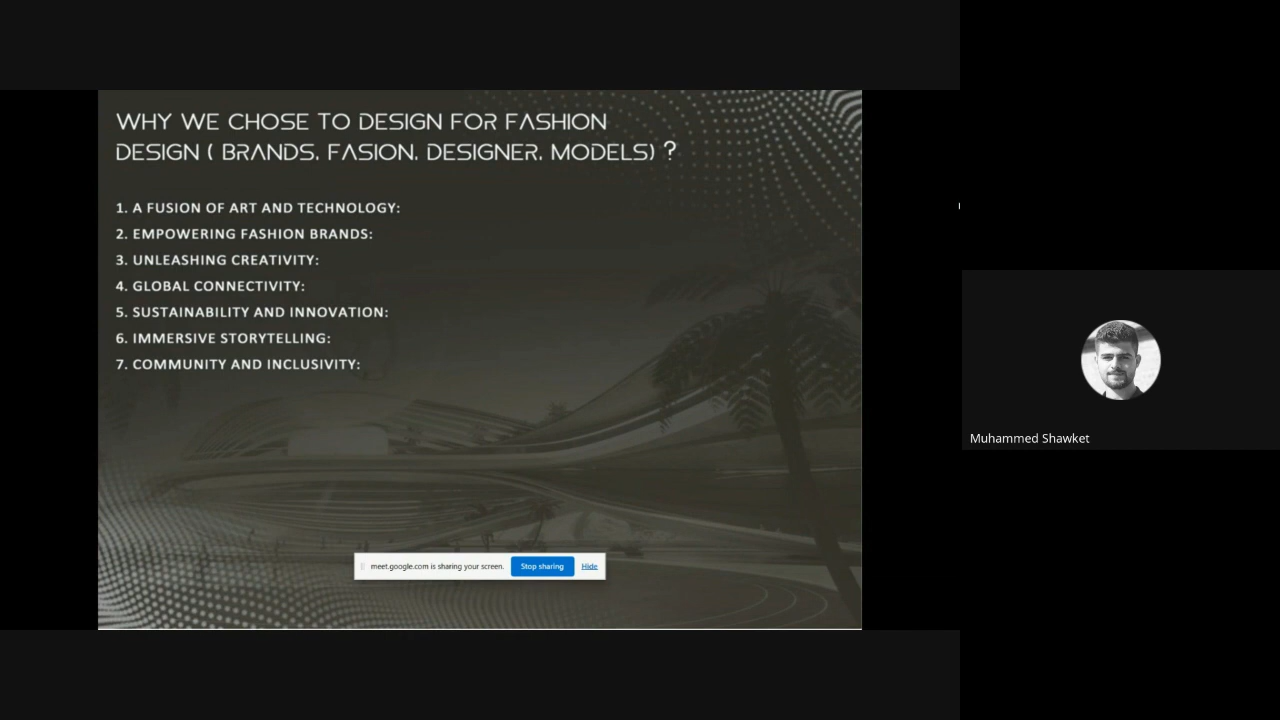 WHY WE CHOSE TO DESIGN FOR FASHION
DESIGN ( BRANDS, FASION, DESIGNER, MODELS) ?
1. A FUSION OF ART AND TECHNOLOGY:
2. EMPOWERING FASHION BRANDS:
3. UNLEASHING CREATIVITY:
4. GLOBAL CONNECTIVITY:
5. SUSTAINABILITY AND INNOVATION:
6. IMMERSIVE STORYTELLING:
7. COMMUNITY AND INCLUSIVITY:
meet.google.com is sharing your screen. Stop sharing Hide
Muhammed Shawket